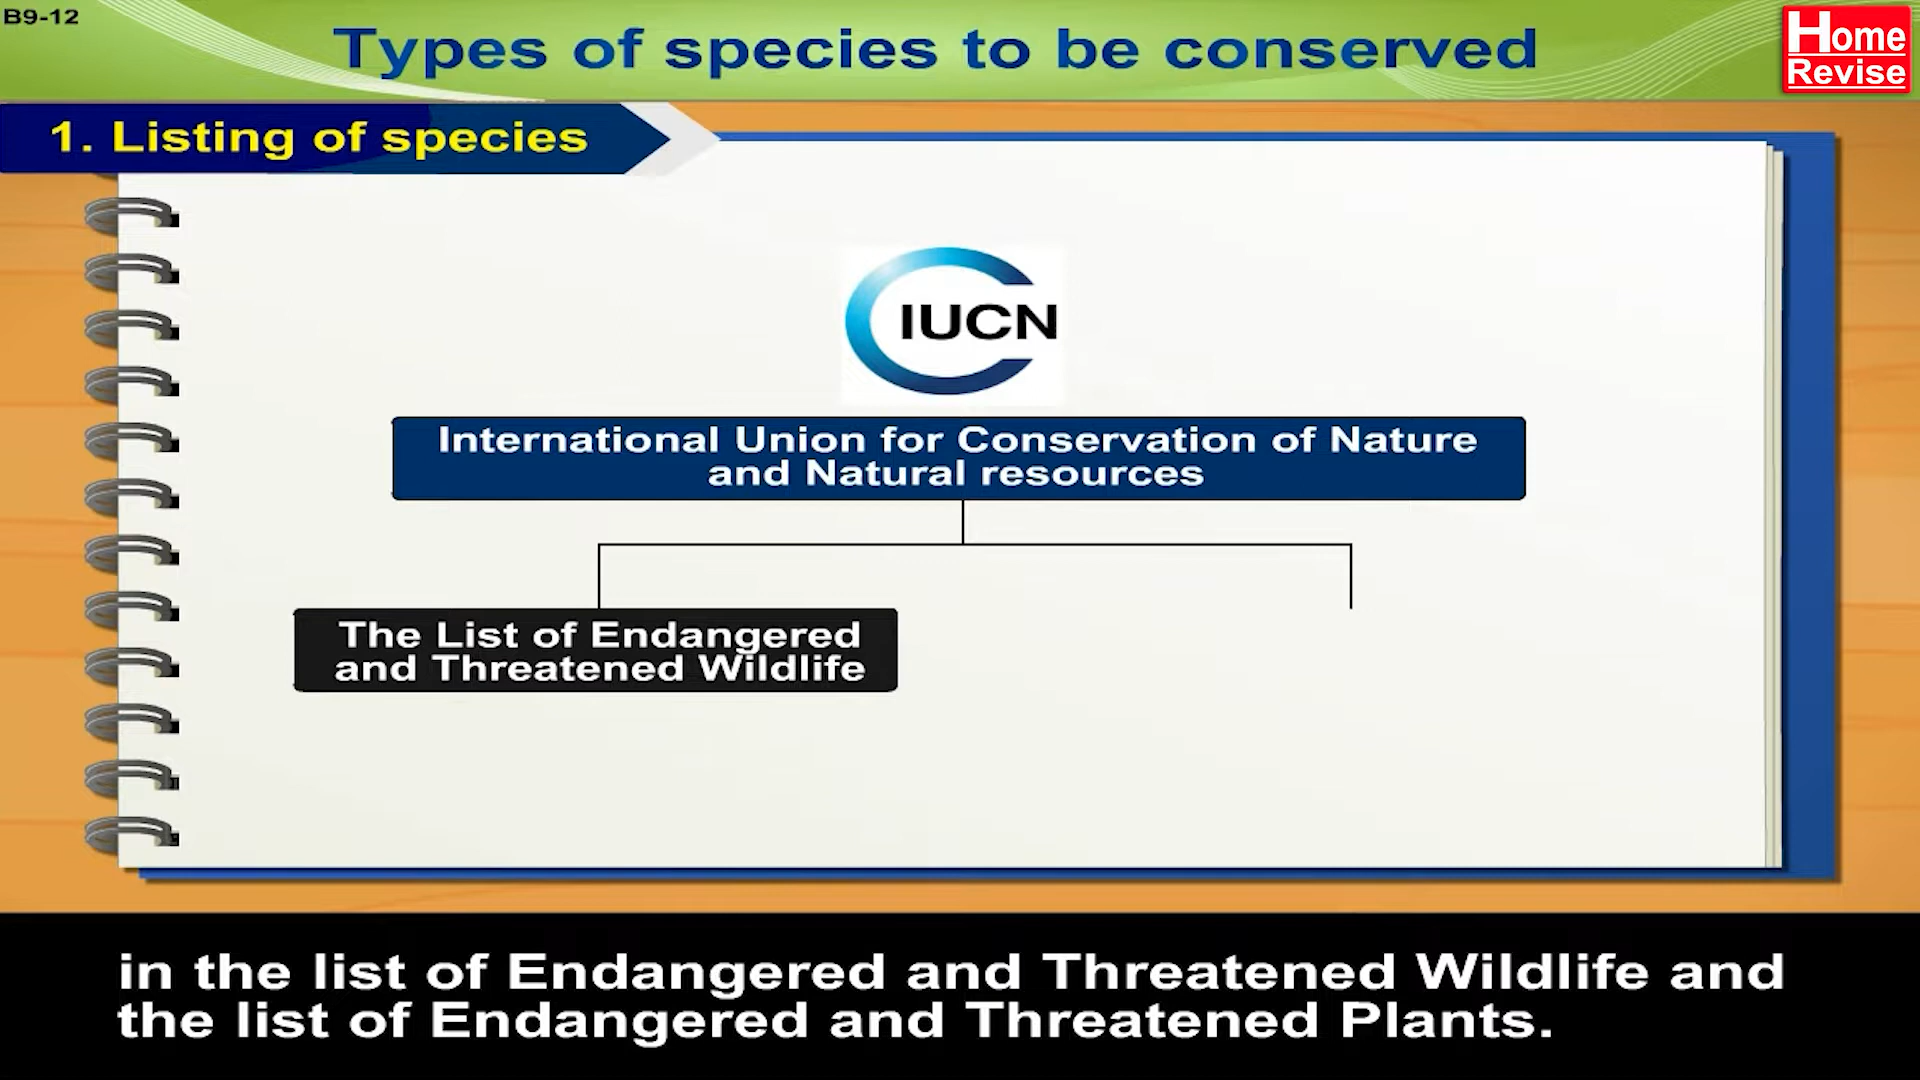 B9-12
Types of species to be conserved
Home
Revise
1. Listing of species
IUCN
International Union for Conservation of Nature
and Natural resources
The List of Endangered
and Threatened Wildlife
in the list of Endangered and Threatened Wildlife and
the list of Endangered and Threatened Plants.